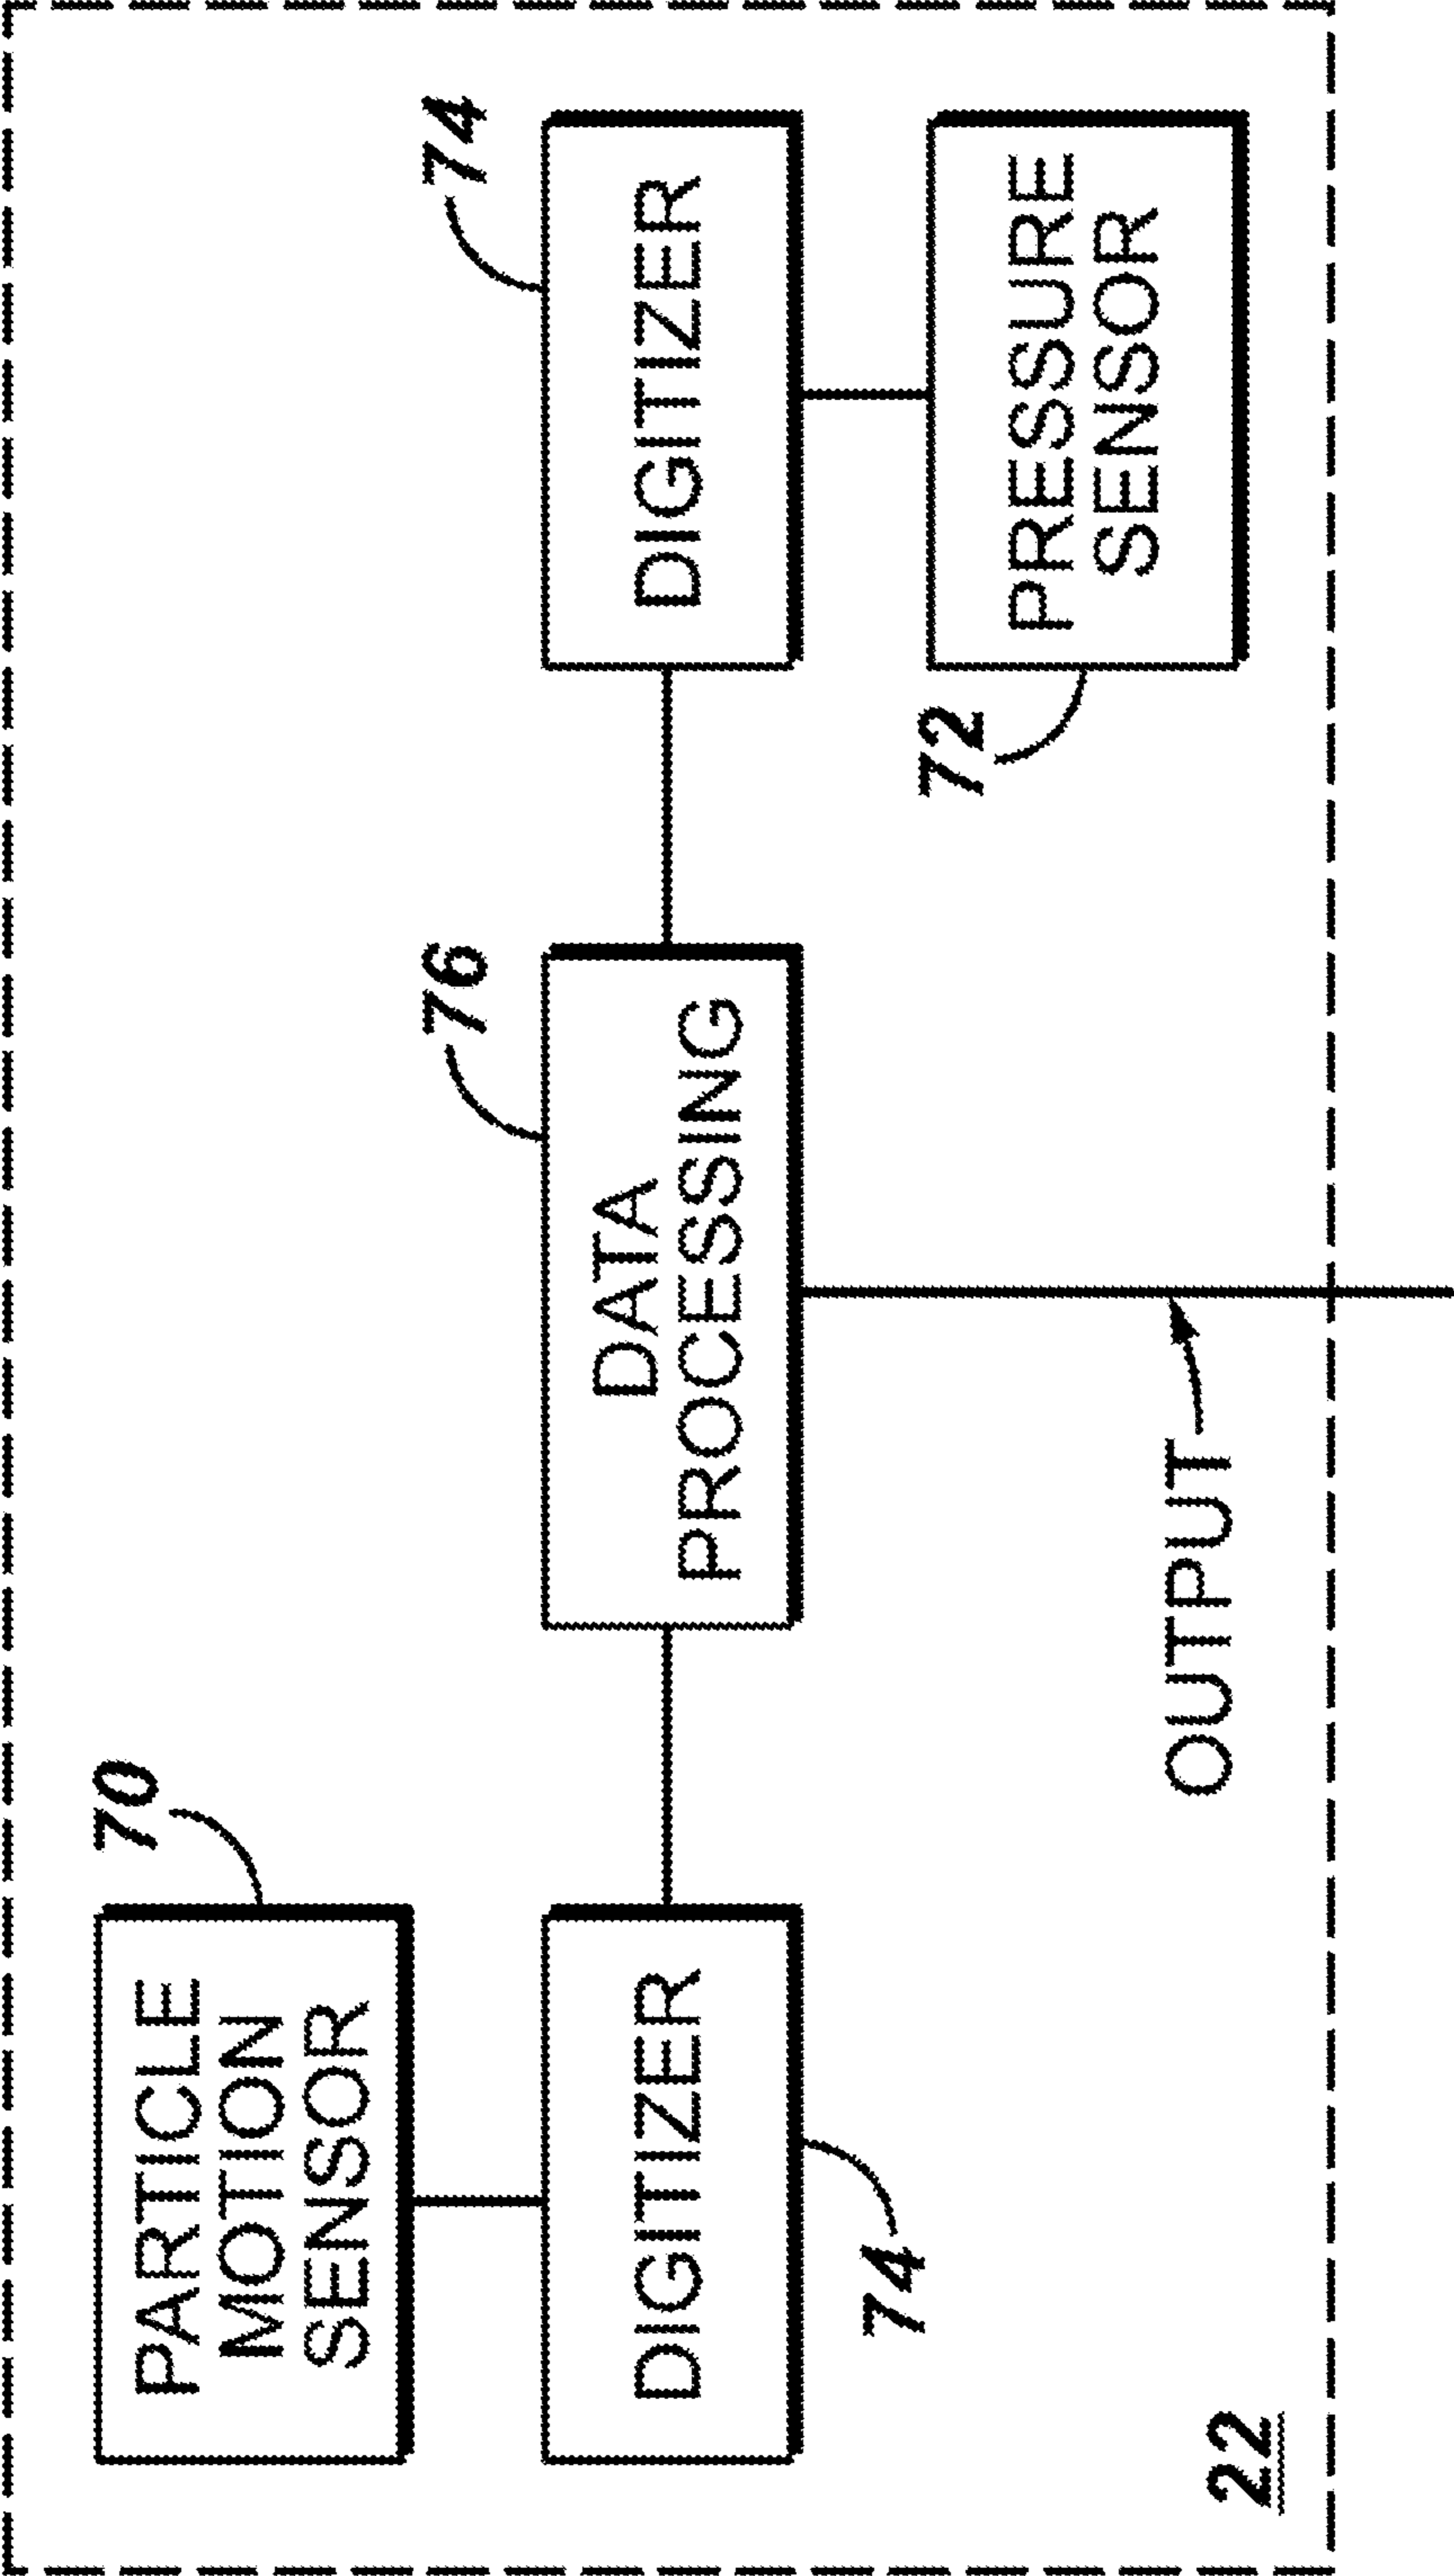 70
PARTICLE
MOTION
SENSOR
76
74
DIGITIZER
DATA
PROCESSING
DIGITIZER
74
72
PRESSURE
SENSOR
OUTPUT
22